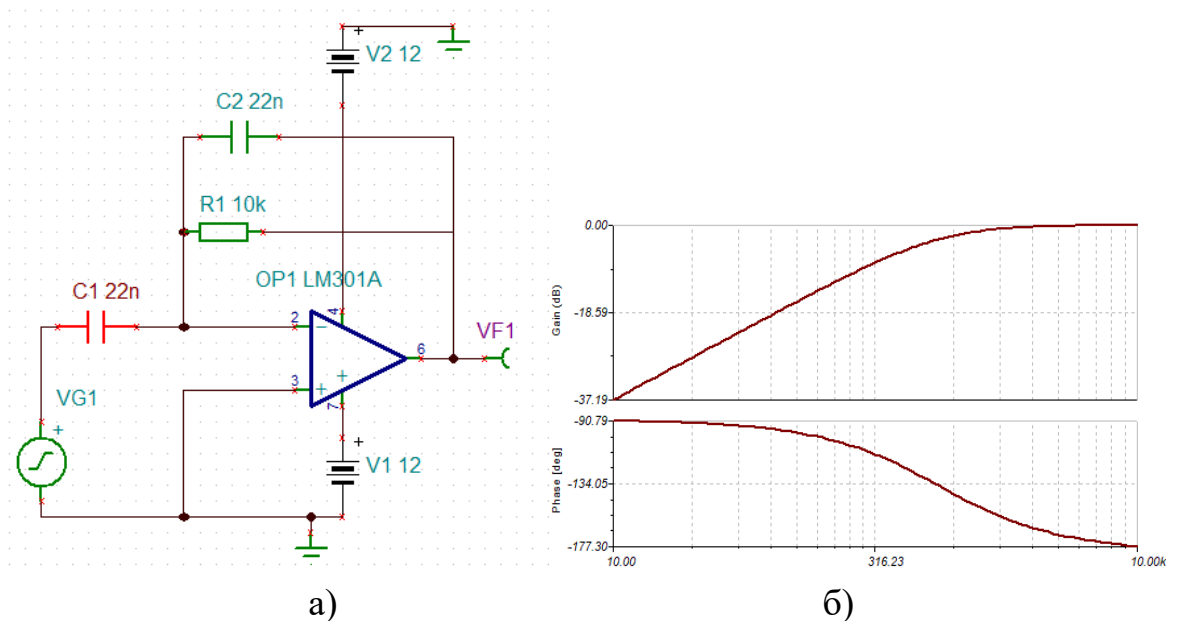 V2 12
C2 22n
R1 10k
OP1 LM301A
C1 22n
2
4
6
3
7
VF1
VG1
V1 12
0.00
Gain (dB)
-18.59
-37.19
-90.79
Phase [deg]
-134.05
-177.30
10.00
316.23
10.00k
а)
б)